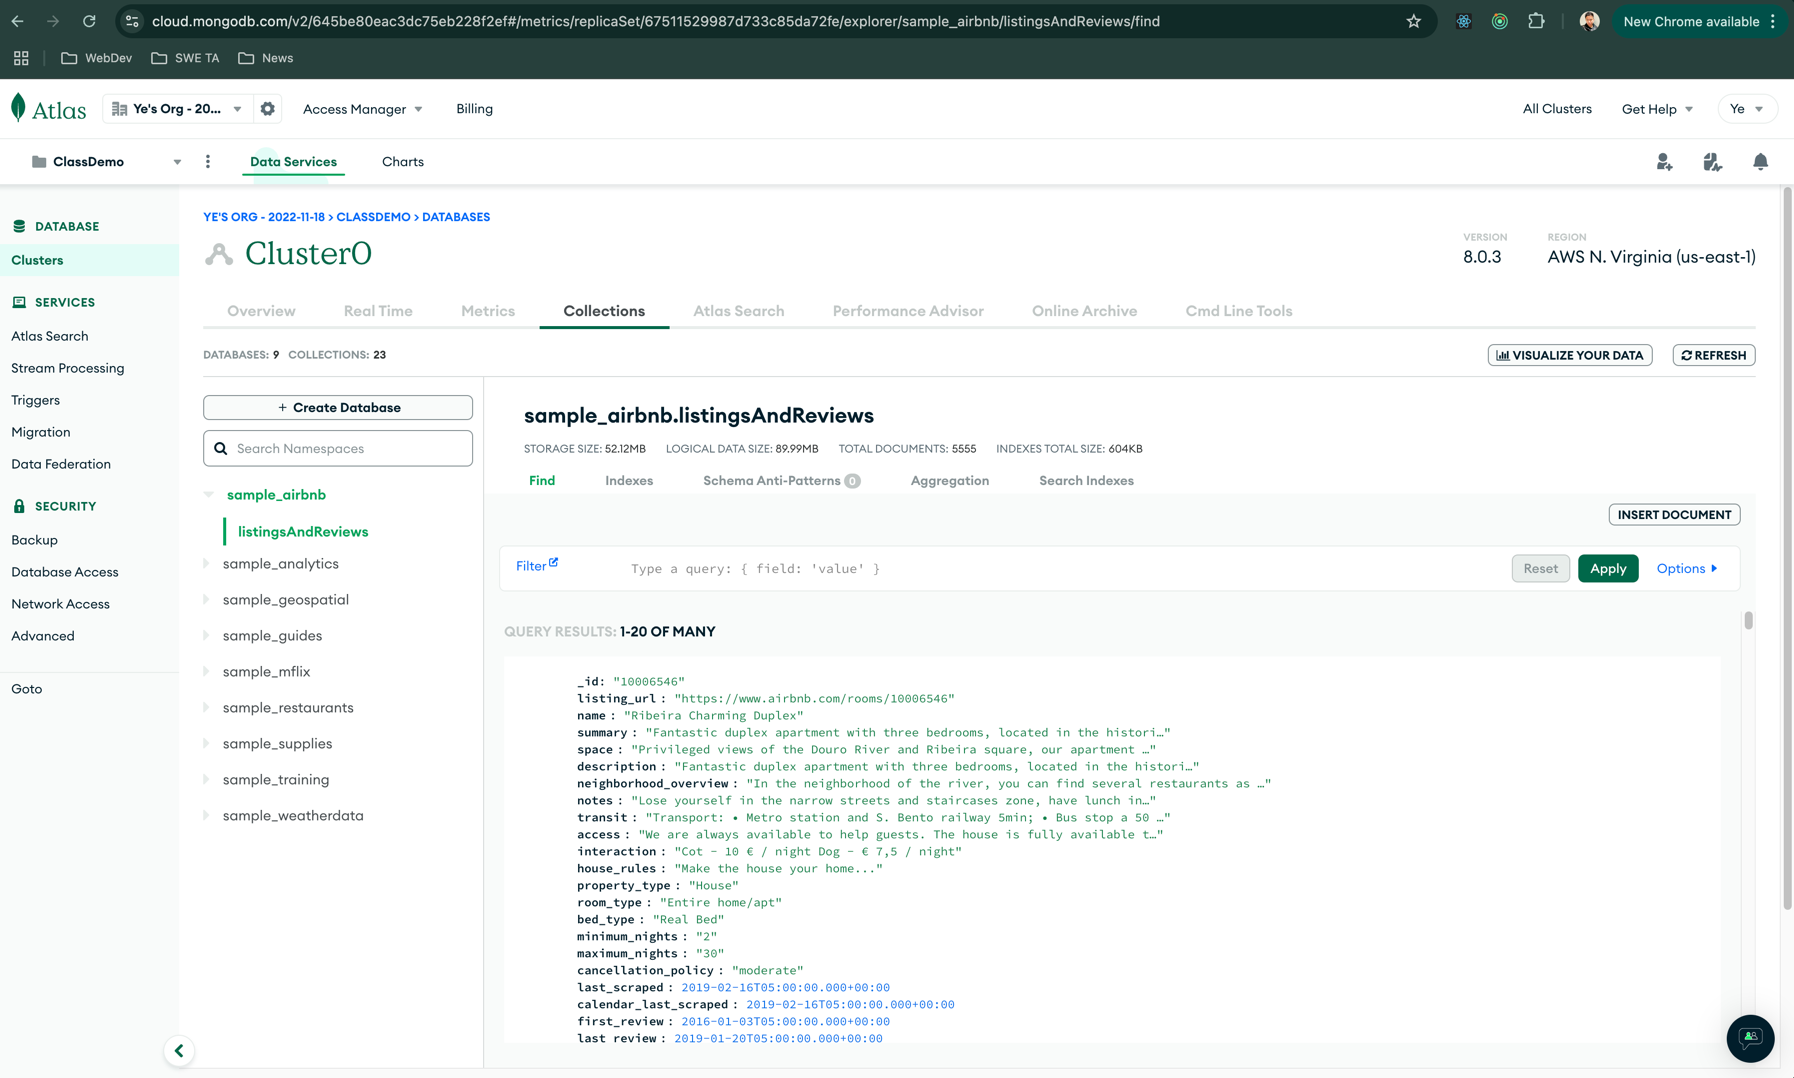 cloud.mongodb.com/v2/645be80eac3dc75eb228f2ef#/metrics/replicaSet/67511529987d733c85da72fe/explorer/sample_airbnb/listingsAndReviews/find
New Chrome available
WebDev SWE TA News
Atlas Ye's Org - 20... Access Manager Billing All Clusters Get Help Ye
ClassDemo Data Services Charts
YE'S ORG - 2022-11-18 > CLASSDEMO > DATABASES
Cluster0
VERSION REGION
8.0.3 AWS N. Virginia (us-east-1)
DATABASE
Clusters
SERVICES
Atlas Search
Stream Processing
Triggers
Migration
Data Federation
SECURITY
Backup
Database Access
Network Access
Advanced
Goto
Overview Real Time Metrics Collections Atlas Search Performance Advisor Online Archive Cmd Line Tools
DATABASES: 9 COLLECTIONS: 23
VISUALIZE YOUR DATA REFRESH
+ Create Database
Search Namespaces
sample_airbnb
listingsAndReviews
sample_analytics
sample_geospatial
sample_guides
sample_mflix
sample_restaurants
sample_supplies
sample_training
sample_weatherdata
sample_airbnb.listingsAndReviews
STORAGE SIZE: 52.12MB LOGICAL DATA SIZE: 89.99MB TOTAL DOCUMENTS: 5555 INDEXES TOTAL SIZE: 604KB
Find Indexes Schema Anti-Patterns 0 Aggregation Search Indexes
INSERT DOCUMENT
Filter Type a query: { field: 'value' } Reset Apply Options
QUERY RESULTS: 1-20 OF MANY
_id: "10006546"
listing_url : "https://www.airbnb.com/rooms/10006546"
name : "Ribeira Charming Duplex"
summary : "Fantastic duplex apartment with three bedrooms, located in the histori…"
space : "Privileged views of the Douro River and Ribeira square, our apartment …"
description : "Fantastic duplex apartment with three bedrooms, located in the histori…"
neighborhood_overview : "In the neighborhood of the river, you can find several restaurants as …"
notes : "Lose yourself in the narrow streets and staircases zone, have lunch in…"
transit : "Transport: • Metro station and S. Bento railway 5min; • Bus stop a 50 …"
access : "We are always available to help guests. The house is fully available t…"
interaction : "Cot - 10 € / night Dog - € 7,5 / night"
house_rules : "Make the house your home..."
property_type : "House"
room_type : "Entire home/apt"
bed_type : "Real Bed"
minimum_nights : "2"
maximum_nights : "30"
cancellation_policy : "moderate"
last_scraped : 2019-02-16T05:00:00.000+00:00
calendar_last_scraped : 2019-02-16T05:00:00.000+00:00
first_review : 2016-01-03T05:00:00.000+00:00
last_review : 2019-01-20T05:00:00.000+00:00